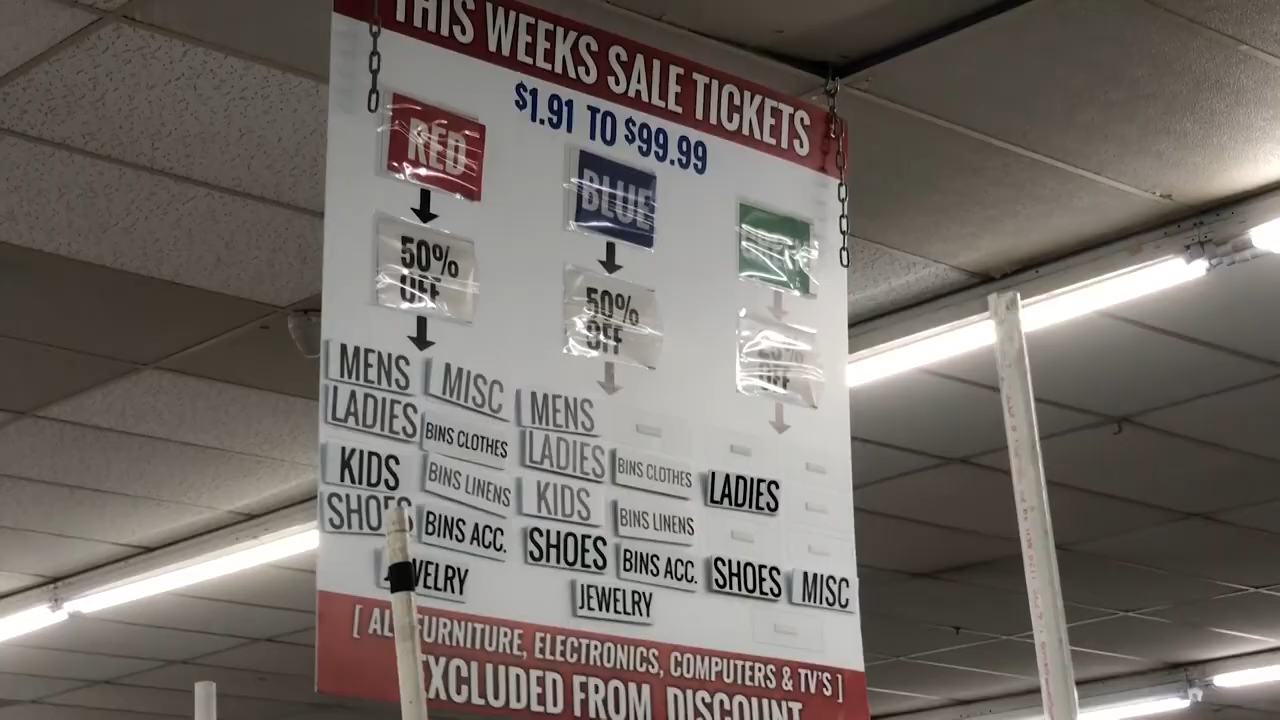 THIS WEEKS SALE TICKETS
$1.91 TO $99.99
RED
BLUE
50%
OFF
50%
OFF
OFF
MENS MISC MENS
LADIES BINS CLOTHES LADIES BINS CLOTHES LADIES
KIDS BINS LINENS KIDS BINS LINENS
SHOES BINS ACC. SHOES BINS ACC. SHOES MISC
JEWELRY
[ ALL FURNITURE, ELECTRONICS, COMPUTERS & TV'S ]
EXCLUDED FROM DISCOUNT